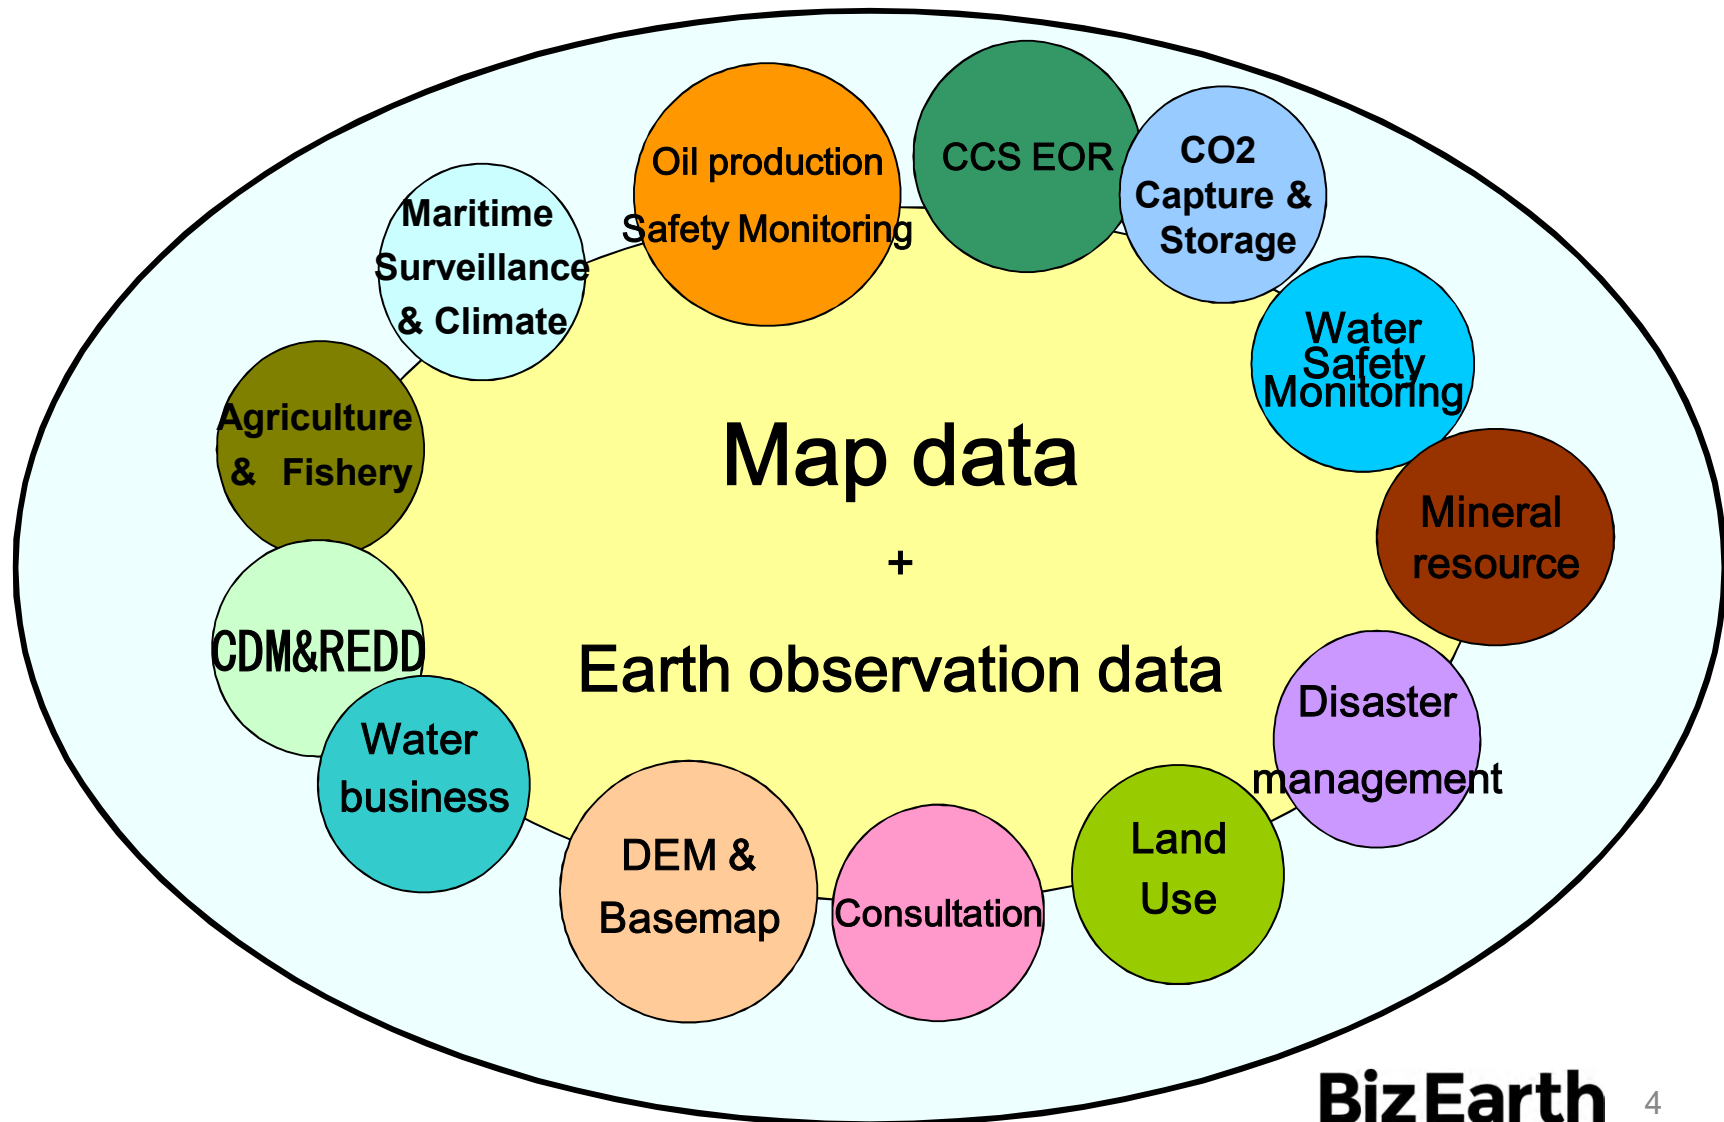 Oil production
Safety Monitoring
CCS EOR
CO2
Capture &
Storage
Maritime
Surveillance
& Climate
Water
Safety
Monitoring
Agriculture
& Fishery
Map data
+
Earth observation data
Mineral
resource
CDM&REDD
Disaster
management
Water
business
DEM &
Basemap
Consultation
Land
Use
BizEarth
4